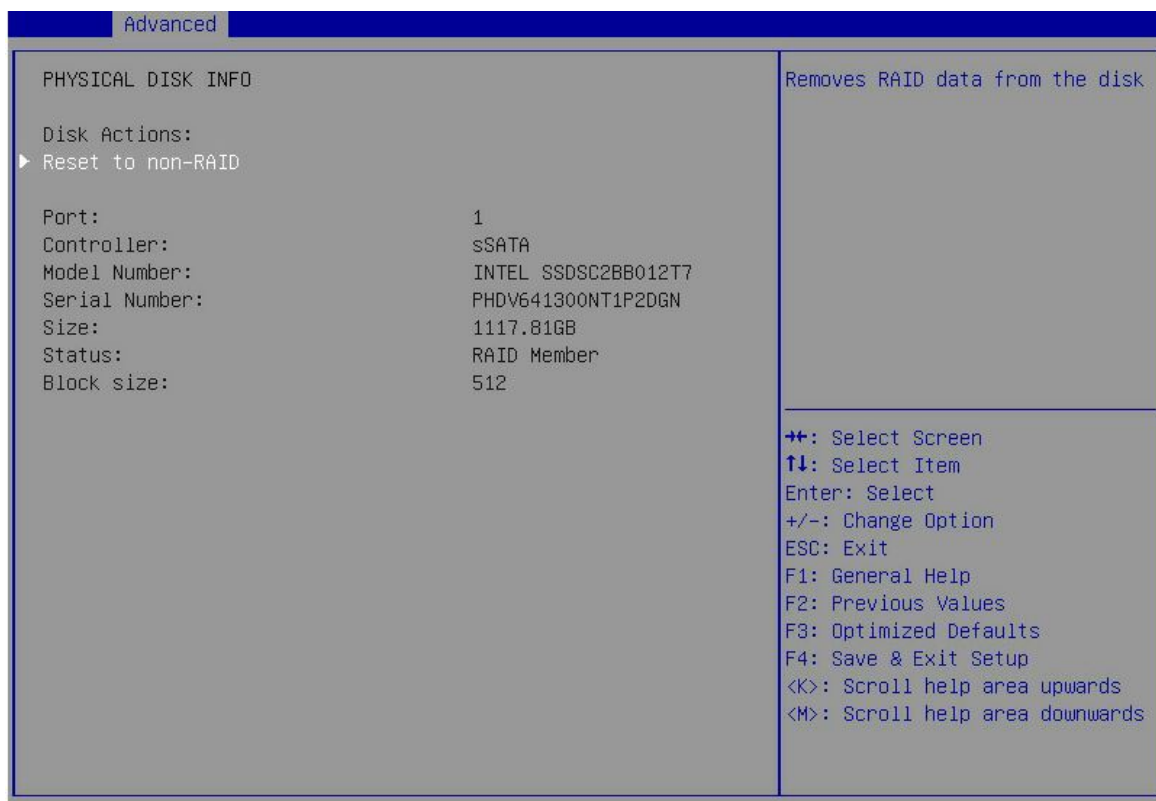 Advanced
PHYSICAL DISK INFO
Disk Actions:
Reset to non-RAID
Port: 1
Controller: sSATA
Model Number: INTEL SSDSC2BB012T7
Serial Number: PHDV641300NT1P2DGN
Size: 1117.81GB
Status: RAID Member
Block size: 512
Removes RAID data from the disk
→←: Select Screen
↑↓: Select Item
Enter: Select
+/-: Change Option
ESC: Exit
F1: General Help
F2: Previous Values
F3: Optimized Defaults
F4: Save & Exit Setup
<K>: Scroll help area upwards
<M>: Scroll help area downwards